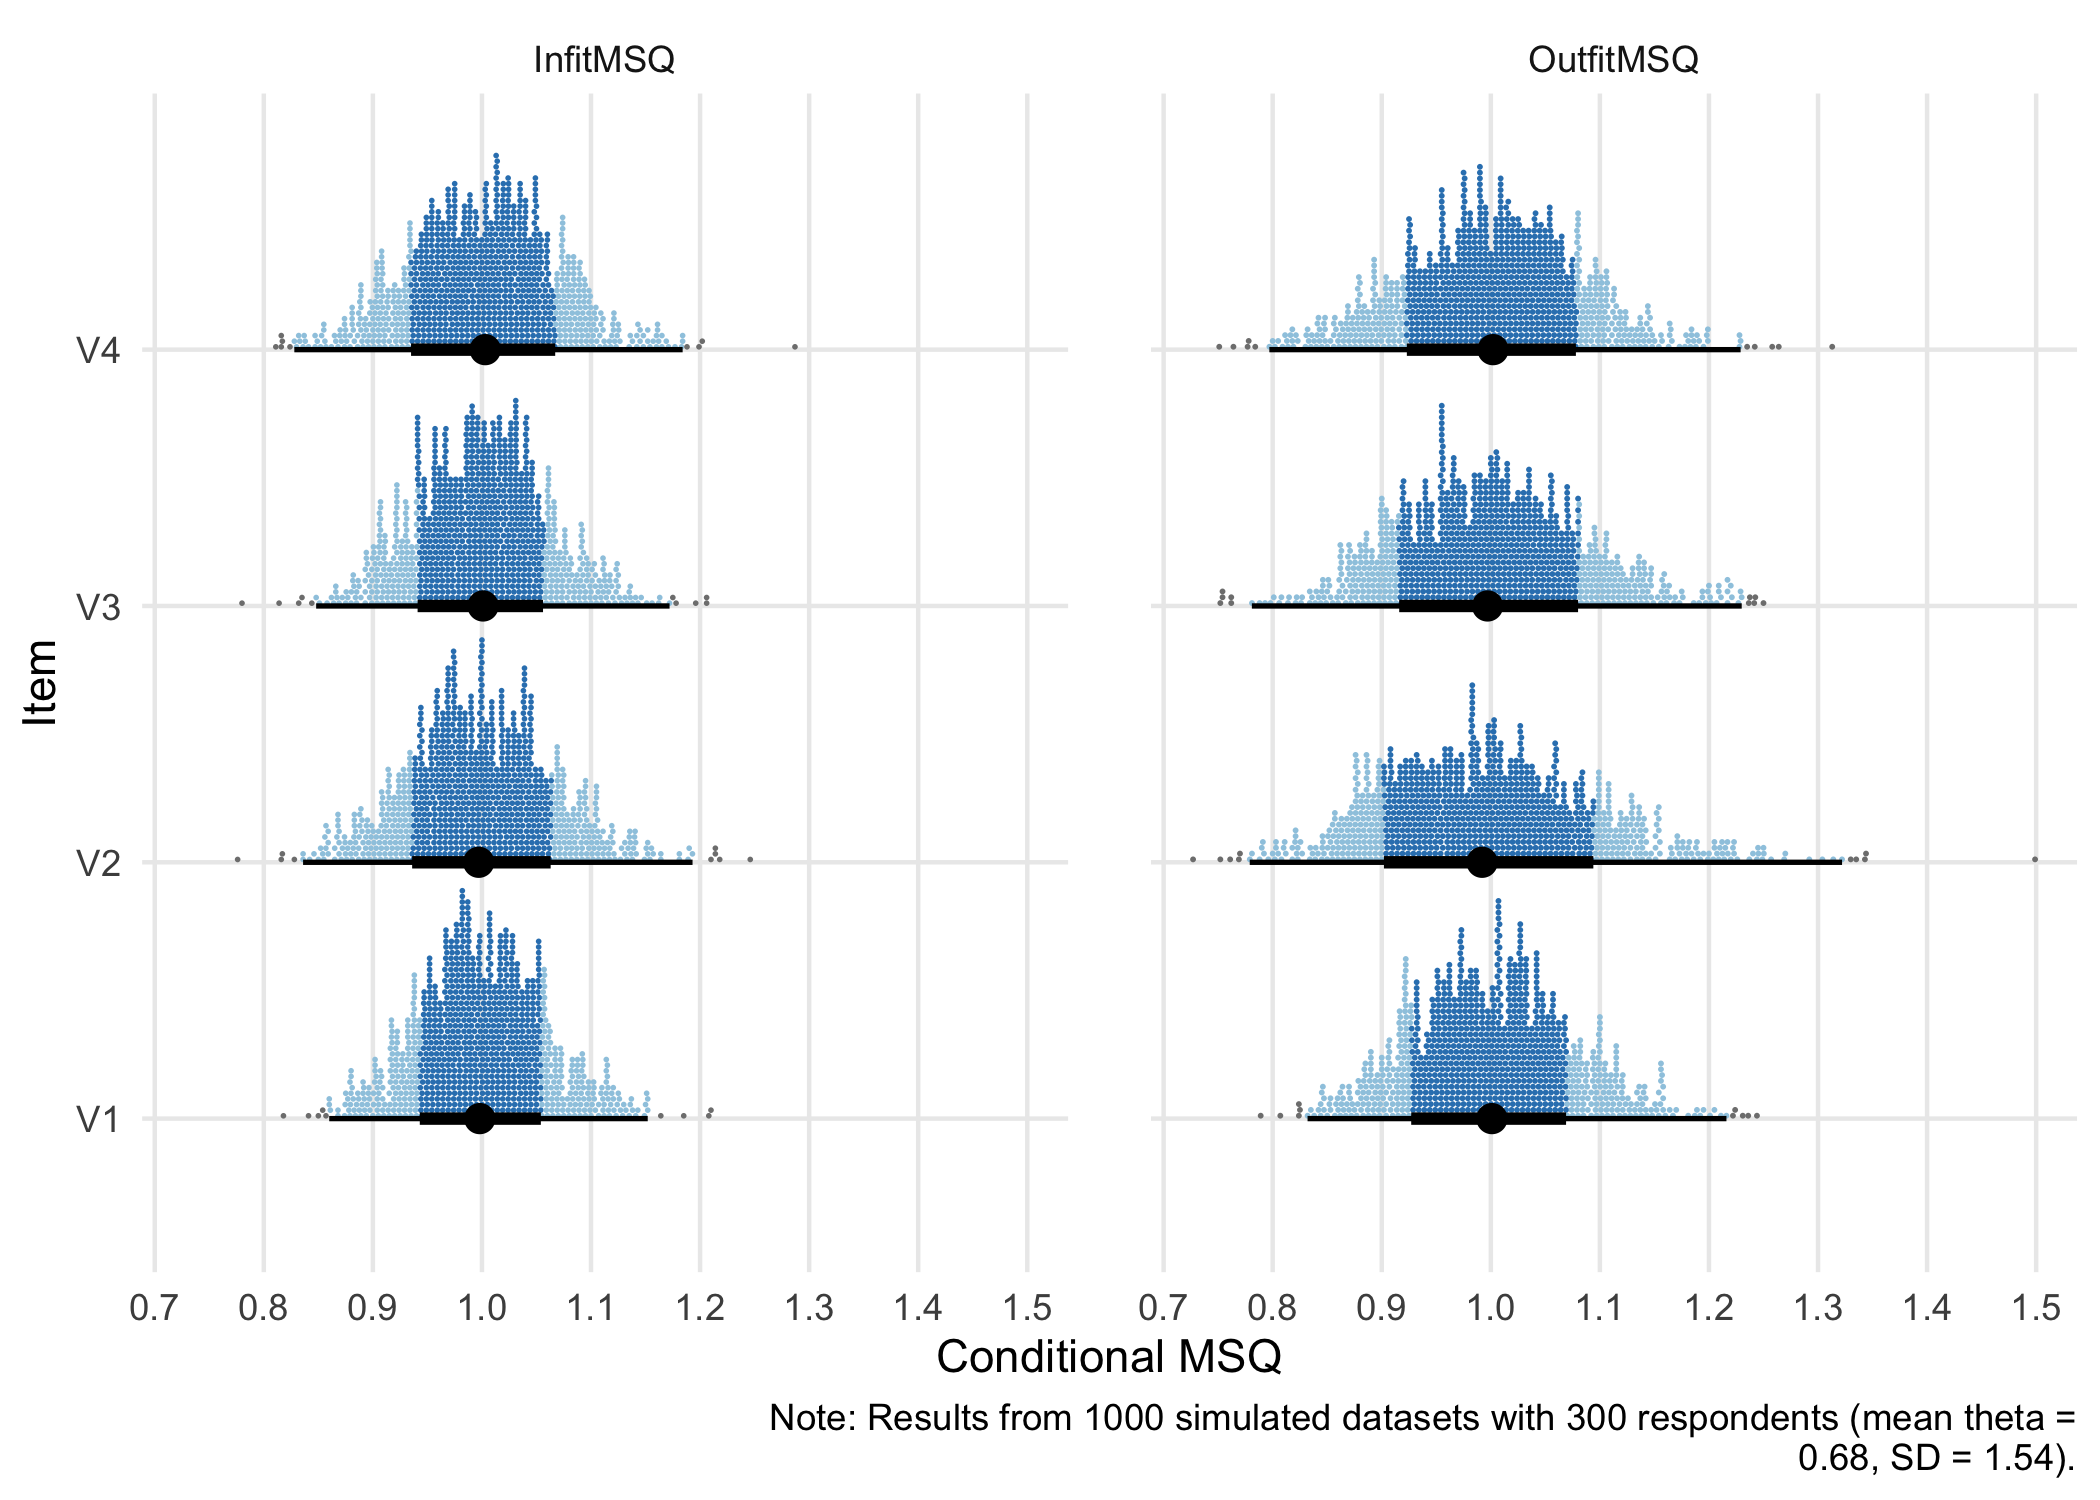 InfitMSQ
OutfitMSQ
V4
V3
V2
V1
Item
0.7 0.8 0.9 1.0 1.1 1.2 1.3 1.4 1.5
0.7 0.8 0.9 1.0 1.1 1.2 1.3 1.4 1.5
Conditional MSQ
Note: Results from 1000 simulated datasets with 300 respondents (mean theta =
0.68, SD = 1.54).